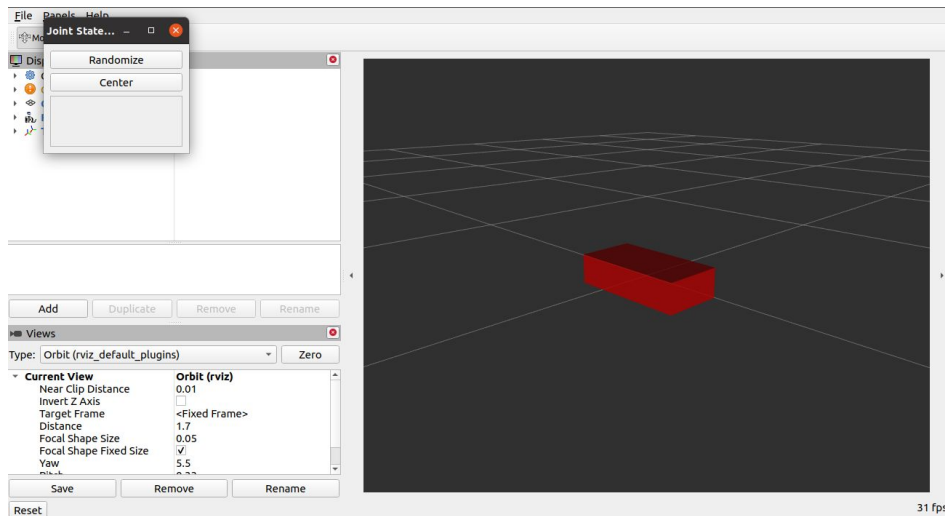 File Panels Help
Joint State...
Randomize
Center
Add Duplicate Remove Rename
Views
Type: Orbit (rviz_default_plugins) Zero
Current View Orbit (rviz)
Near Clip Distance 0.01
Invert Z Axis
Target Frame <Fixed Frame>
Distance 1.7
Focal Shape Size 0.05
Focal Shape Fixed Size
Yaw 5.5
Save Remove Rename
Reset
31 fps